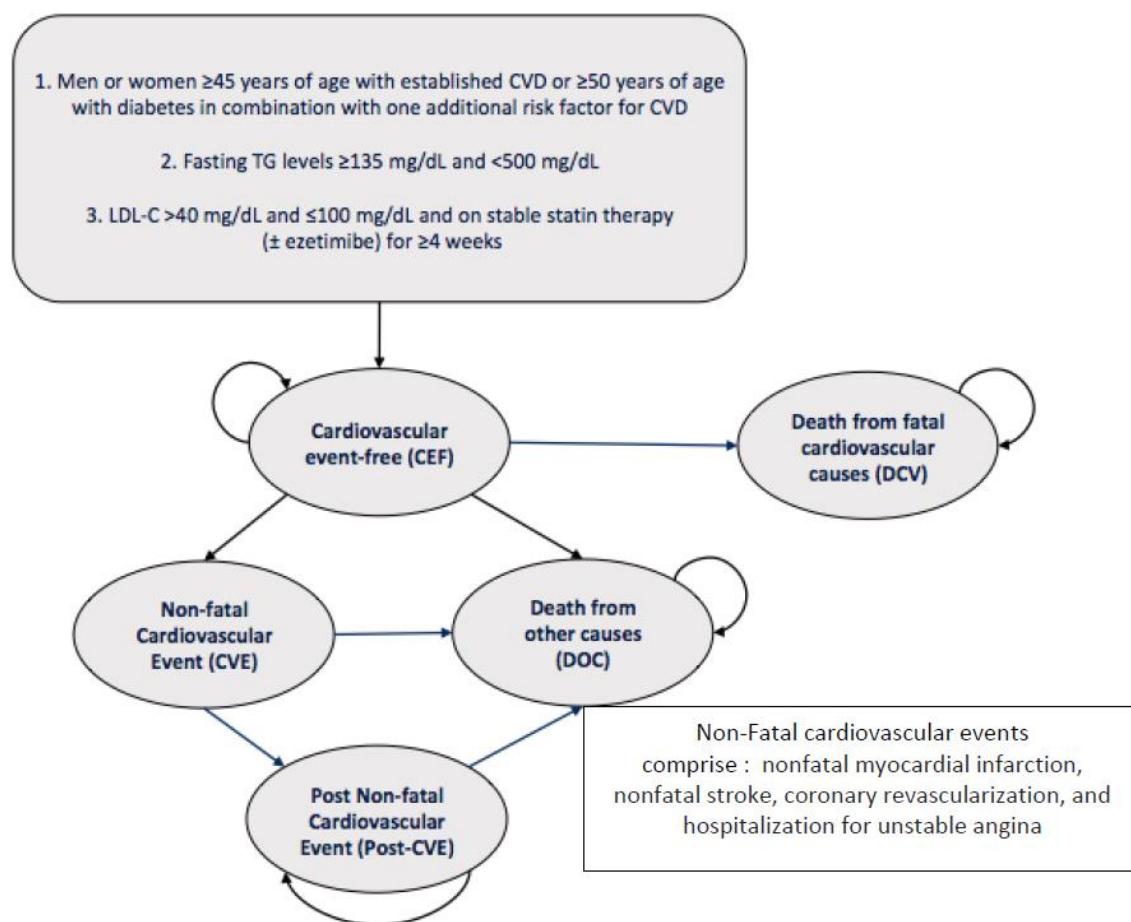 1. Men or women ≥45 years of age with established CVD or ≥50 years of age
with diabetes in combination with one additional risk factor for CVD
2. Fasting TG levels ≥135 mg/dL and <500 mg/dL
3. LDL-C >40 mg/dL and ≤100 mg/dL and on stable statin therapy
(± ezetimibe) for ≥4 weeks
Cardiovascular
event-free (CEF)
Death from fatal
cardiovascular
causes (DCV)
Non-fatal
Cardiovascular
Event (CVE)
Death from
other causes
(DOC)
Post Non-fatal
Cardiovascular
Event (Post-CVE)
Non-Fatal cardiovascular events
comprise : nonfatal myocardial infarction,
nonfatal stroke, coronary revascularization, and
hospitalization for unstable angina